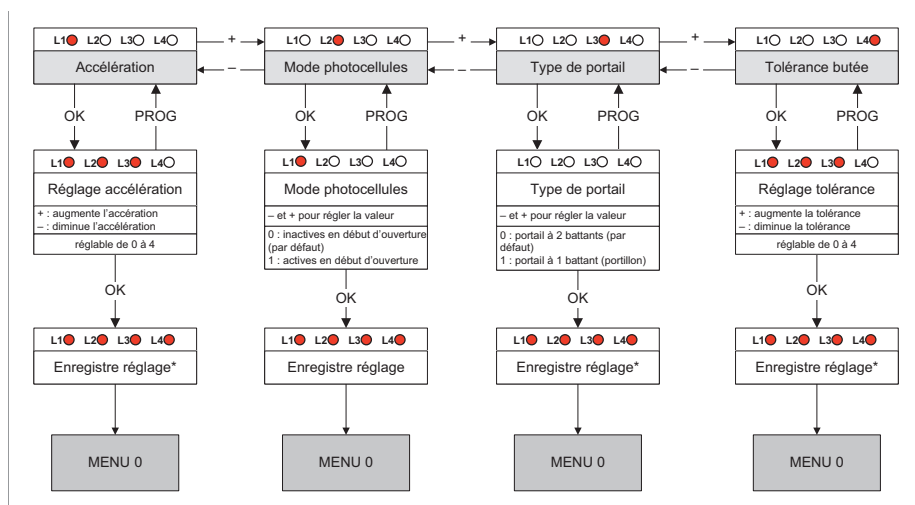 L1 L2 L3 L4 + L1 L2 L3 L4 + L1 L2 L3 L4 + L1 L2 L3 L4
Accélération – Mode photocellules – Type de portail – Tolérance butée
OK PROG OK PROG OK PROG OK PROG
L1 L2 L3 L4
Réglage accélération
+ : augmente l'accération
– : diminue l'accélération
réglable de 0 à 4
L1 L2 L3 L4
Mode photocellules
– et + pour régler la valeur
0 : inactives en début d'ouverture
(par défaut)
1 : actives en début d'ouverture
L1 L2 L3 L4
Type de portail
– et + pour régler la valeur
0 : portail à 2 battants (par
défaut)
1 : portail à 1 battant (portillon)
L1 L2 L3 L4
Réglage tolérance
+ : augmente la tolérance
– : diminue la tolérance
réglable de 0 à 4
OK OK OK OK
L1 L2 L3 L4 L1 L2 L3 L4 L1 L2 L3 L4 L1 L2 L3 L4
Enregistre réglage* Enregistre réglage Enregistre réglage* Enregistre réglage*
MENU 0 MENU 0 MENU 0 MENU 0